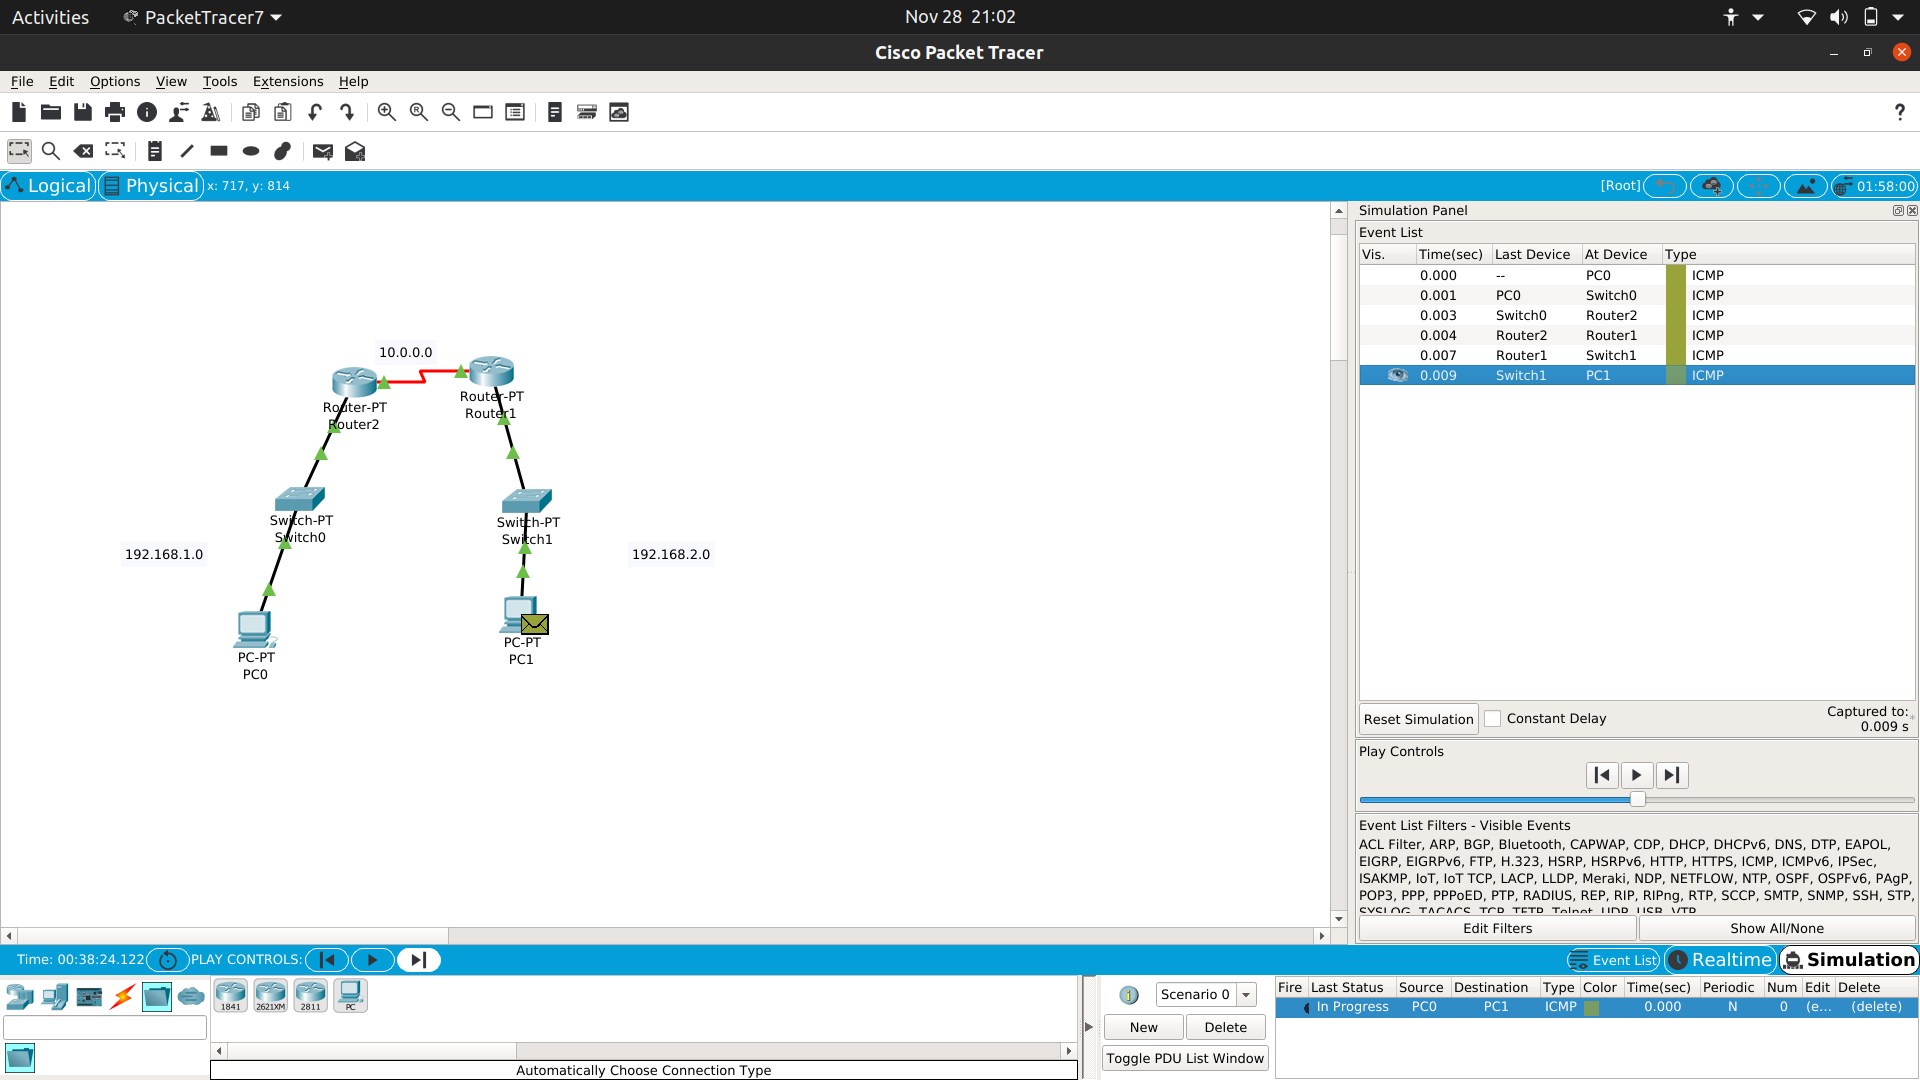 Activities PacketTracer7 Nov 28 21:02
Cisco Packet Tracer
File Edit Options View Tools Extensions Help
?
Logical Physical x: 717, y: 814 [Root] 01:58:00
Simulation Panel
Event List
Vis. Time(sec) Last Device At Device Type
0.000 -- PC0 ICMP
0.001 PC0 Switch0 ICMP
0.003 Switch0 Router2 ICMP
0.004 Router2 Router1 ICMP
0.007 Router1 Switch1 ICMP
0.009 Switch1 PC1 ICMP
10.0.0.0
Router-PT
Router2
Router-PT
Router1
Switch-PT
Switch0
Switch-PT
Switch1
192.168.1.0
192.168.2.0
PC-PT
PC0
PC-PT
PC1
Reset Simulation Constant Delay Captured to:
0.009 s
Play Controls
Event List Filters - Visible Events
ACL Filter, ARP, BGP, Bluetooth, CAPWAP, CDP, DHCP, DHCPv6, DNS, DTP, EAPOL,
EIGRP, EIGRPv6, FTP, H.323, HSRP, HSRPv6, HTTP, HTTPS, ICMP, ICMPv6, IPSec,
ISAKMP, IoT, IoT TCP, LACP, LLDP, Meraki, NDP, NETFLOW, NTP, OSPF, OSPFv6, PAgP,
POP3, PPP, PPPoED, PTP, RADIUS, REP, RIP, RIPng, RTP, SCCP, SMTP, SNMP, SSH, STP,
SYSLOG, TACACS, TCP, TFTP, Telnet, UDP, USB, VTP
Edit Filters Show All/None
Time: 00:38:24.122 PLAY CONTROLS: Event List Realtime Simulation
1841 2621XM 2811 PC
Automatically Choose Connection Type
Scenario 0
New Delete
Toggle PDU List Window
Fire Last Status Source Destination Type Color Time(sec) Periodic Num Edit Delete
In Progress PC0 PC1 ICMP 0.000 N 0 (e... (delete)